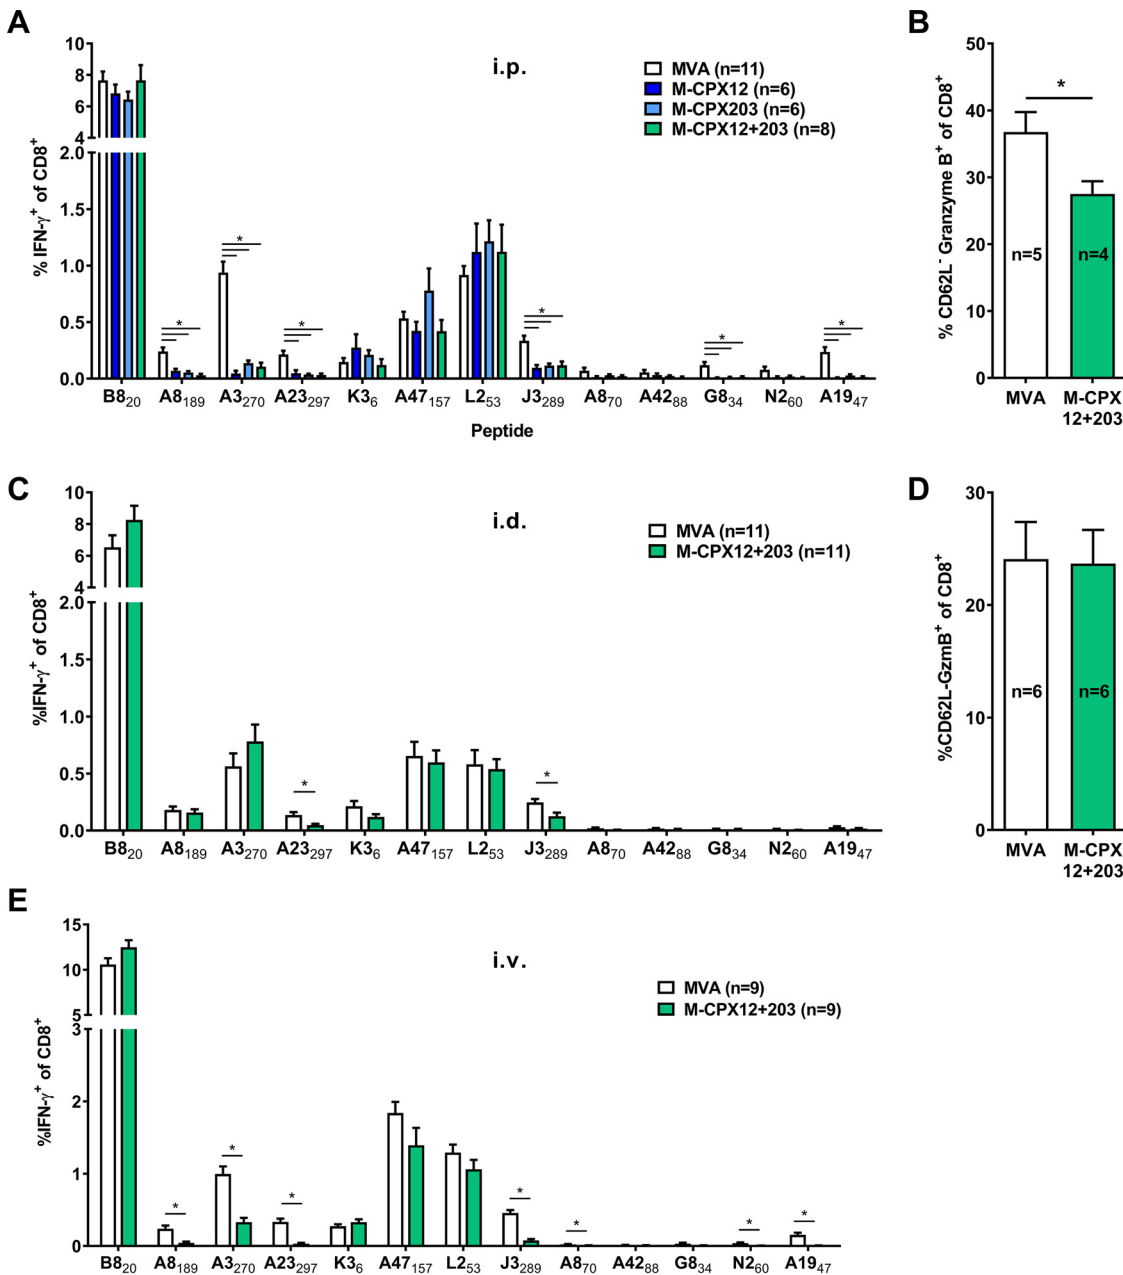 A
i.p.
MVA (n=11)
M-CPX12 (n=6)
M-CPX203 (n=6)
M-CPX12+203 (n=8)
% IFN-γ⁺ of CD8⁺
10
8
6
4
2.0
1.5
1.0
0.5
0.0
* * * * * *
B8₂₀ A8₁₈₉ A3₂₇₀ A23₂₉₇ K3₆ A47₁₅₇ L2₅₃ J3₂₈₉ A8₇₀ A42₈₈ G8₃₄ N2₆₀ A19₄₇
Peptide
B
% CD62L⁻ Granzyme B⁺ of CD8⁺
50
40
30
20
10
0
*
n=5 n=4
MVA M-CPX
12+203
C
i.d.
MVA (n=11)
M-CPX12+203 (n=11)
%IFN-γ⁺ of CD8⁺
10
8
6
4
2.0
1.5
1.0
0.5
0.0
* *
B8₂₀ A8₁₈₉ A3₂₇₀ A23₂₉₇ K3₆ A47₁₅₇ L2₅₃ J3₂₈₉ A8₇₀ A42₈₈ G8₃₄ N2₆₀ A19₄₇
D
%CD62L-GzmB⁺ of CD8⁺
30
20
10
0
n=6 n=6
MVA M-CPX
12+203
E
i.v.
MVA (n=9)
M-CPX12+203 (n=9)
%IFN-γ⁺ of CD8⁺
15
10
5
3
2
1
0
* * * * * * *
B8₂₀ A8₁₈₉ A3₂₇₀ A23₂₉₇ K3₆ A47₁₅₇ L2₅₃ J3₂₈₉ A8₇₀ A42₈₈ G8₃₄ N2₆₀ A19₄₇